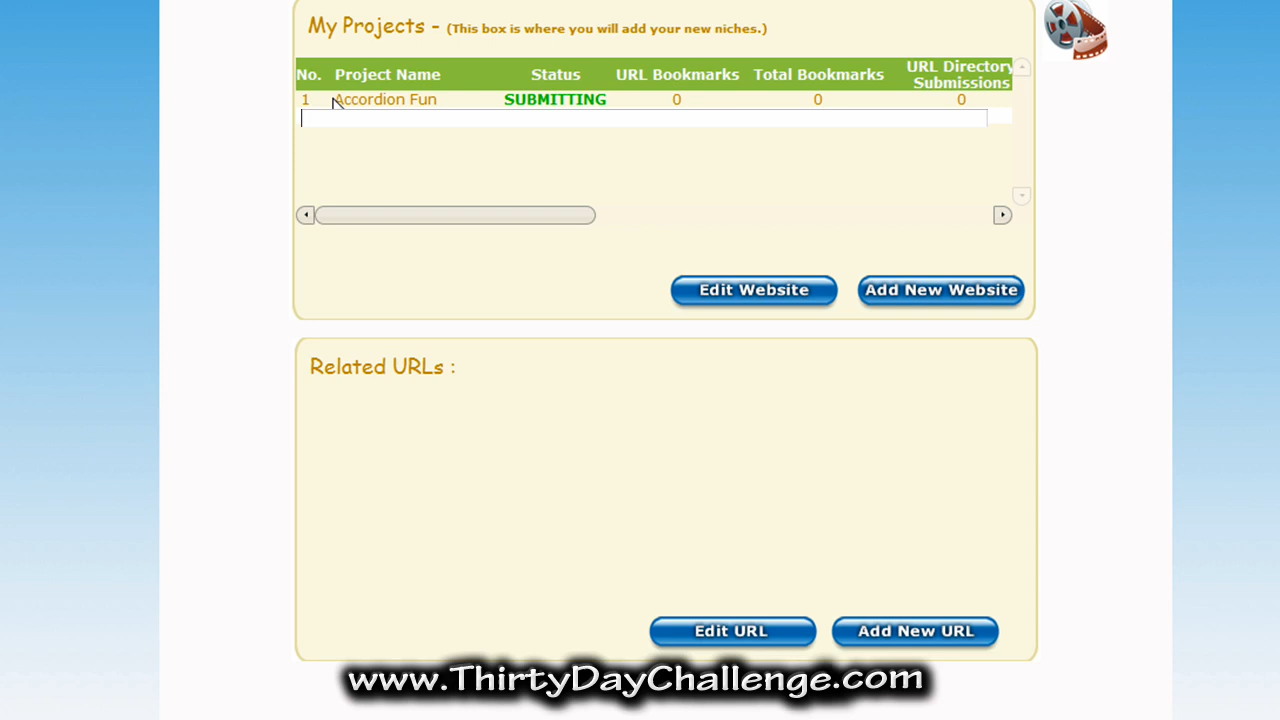 My Projects - (This box is where you will add your new niches.)
No. Project Name Status URL Bookmarks Total Bookmarks URL Directory Submissions
1 Accordion Fun SUBMITTING 0 0 0
Edit Website Add New Website
Related URLs :
Edit URL Add New URL
www.ThirtyDayChallenge.com